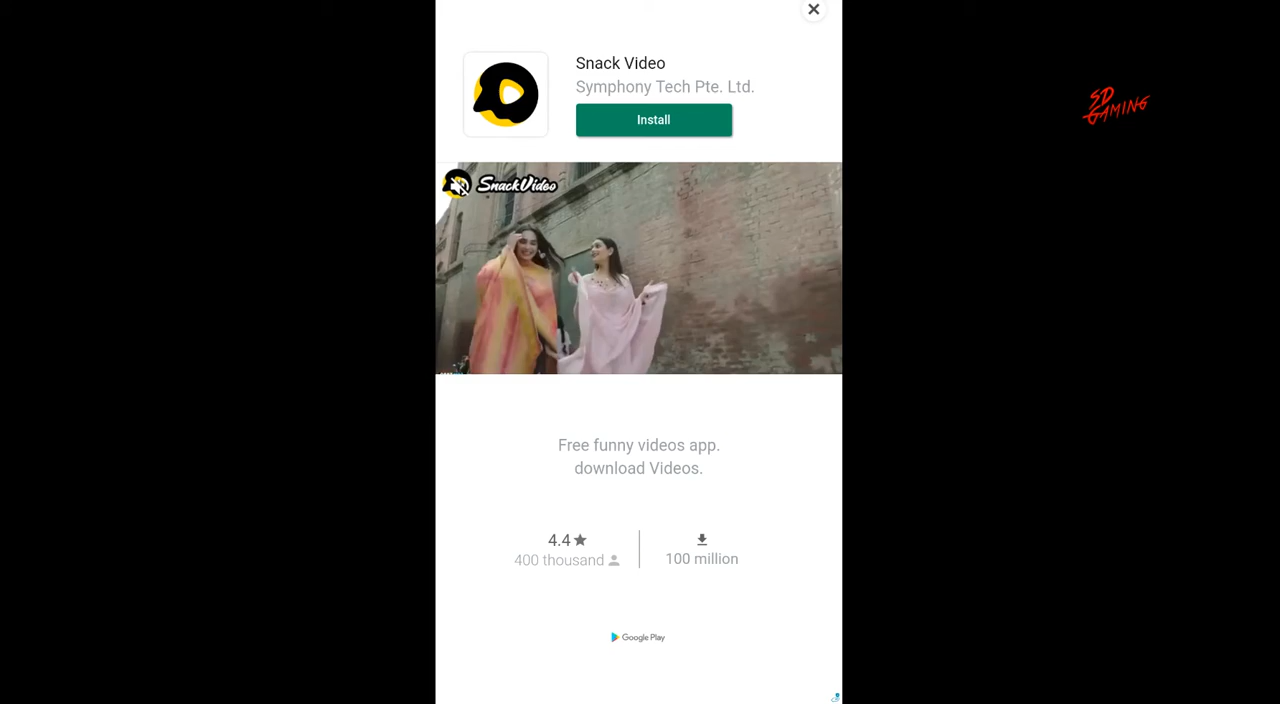 Snack Video
Symphony Tech Pte. Ltd.
Install
SD
GAMING
SnackVideo
Free funny videos app.
download Videos.
4.4
400 thousand
100 million
Google Play